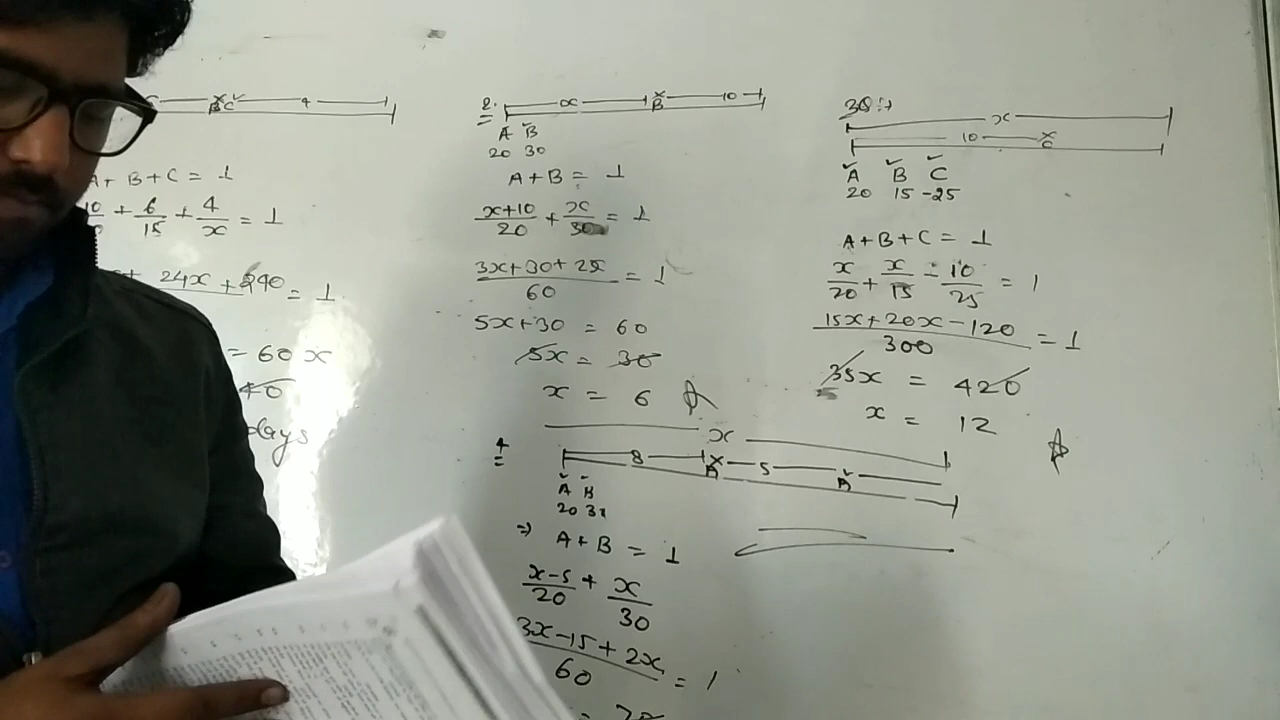 B C 4
A + B + C = 1
10 + 6/15 + 4/x = 1
24x + 240 = 1
= 60x
40
days
2. x B 10
A B
20 30
A + B = 1
x+10/20 + x/30 = 1
3x+30+2x/60 = 1
5x+30 = 60
5x = 30
x = 6
x
10 C
A B C
20 15 -25
A + B + C = 1
x/20 + x/15 - 10/25 = 1
15x+20x-120/300 = 1
35x = 420
x = 12
4 x
8 A 5 A
A B
20 30
⇒ A + B = 1
x-5/20 + x/30
3x-15+2x/60 = 1